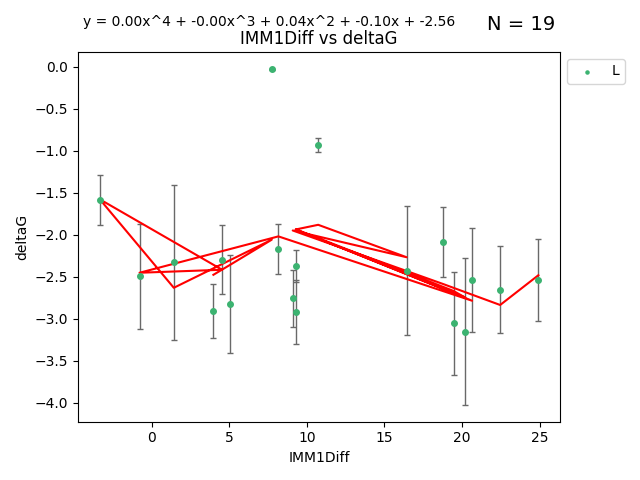 y = 0.00x^4 + -0.00x^3 + 0.04x^2 + -0.10x + -2.56
N = 19
IMM1Diff vs deltaG
L
0.0
−0.5
−1.0
−1.5
−2.0
−2.5
−3.0
−3.5
−4.0
deltaG
0
5
10
15
20
25
IMM1Diff